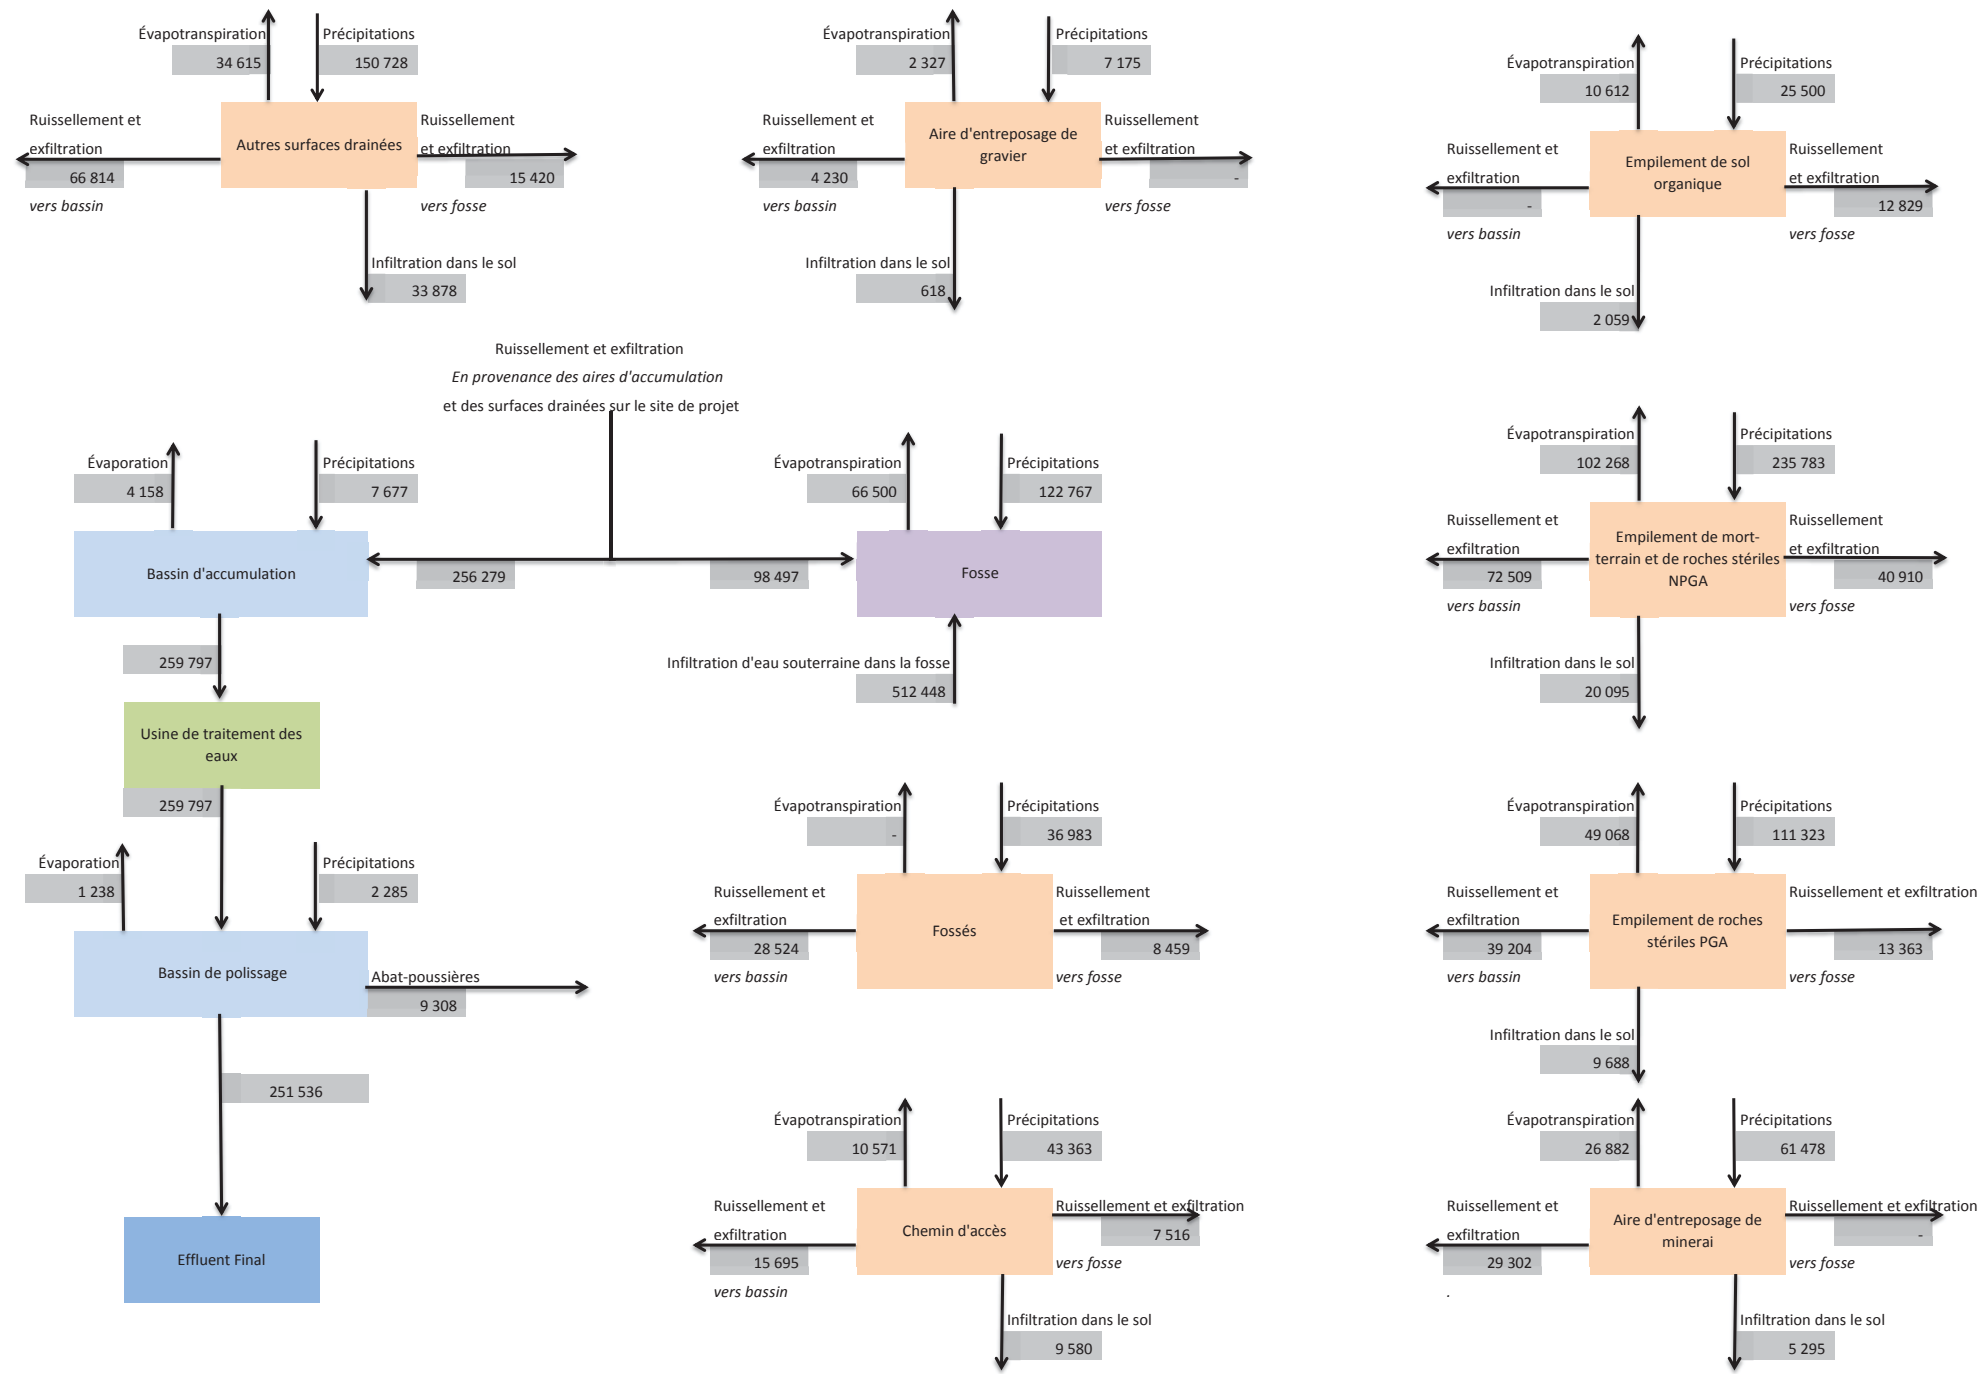 Évapotranspiration
34 615
Précipitations
150 728
Ruissellement et
exfiltration
66 814
vers bassin
Autres surfaces drainées
Ruissellement
et exfiltration
15 420
vers fosse
Infiltration dans le sol
33 878
Évapotranspiration
2 327
Précipitations
7 175
Ruissellement et
exfiltration
4 230
vers bassin
Aire d'entreposage de
gravier
Ruissellement
et exfiltration
-
vers fosse
Infiltration dans le sol
618
Évapotranspiration
10 612
Précipitations
25 500
Ruissellement et
exfiltration
-
vers bassin
Empilement de sol
organique
Ruissellement
et exfiltration
12 829
vers fosse
Infiltration dans le sol
2 059
Ruissellement et exfiltration
En provenance des aires d'accumulation
et des surfaces drainées sur le site de projet
Évaporation
4 158
Précipitations
7 677
Bassin d'accumulation
256 279
98 497
Évapotranspiration
66 500
Précipitations
122 767
Fosse
Infiltration d'eau souterraine dans la fosse
512 448
259 797
Usine de traitement des
eaux
259 797
Évaporation
1 238
Précipitations
2 285
Bassin de polissage
Abat-poussières
9 308
251 536
Effluent Final
Évapotranspiration
102 268
Précipitations
235 783
Ruissellement et
exfiltration
72 509
vers bassin
Empilement de mort-
terrain et de roches stériles
NPGA
Ruissellement
et exfiltration
40 910
vers fosse
Infiltration dans le sol
20 095
Évapotranspiration
-
Précipitations
36 983
Ruissellement et
exfiltration
28 524
vers bassin
Fossés
Ruissellement
et exfiltration
8 459
vers fosse
Évapotranspiration
49 068
Précipitations
111 323
Ruissellement et
exfiltration
39 204
vers bassin
Empilement de roches
stériles PGA
Ruissellement et exfiltration
13 363
vers fosse
Infiltration dans le sol
9 688
Évapotranspiration
10 571
Précipitations
43 363
Ruissellement et
exfiltration
15 695
vers bassin
Chemin d'accès
Ruissellement et exfiltration
7 516
vers fosse
Infiltration dans le sol
9 580
Évapotranspiration
26 882
Précipitations
61 478
Ruissellement et
exfiltration
29 302
.
Aire d'entreposage de
minerai
Ruissellement et exfiltration
-
vers fosse
Infiltration dans le sol
5 295